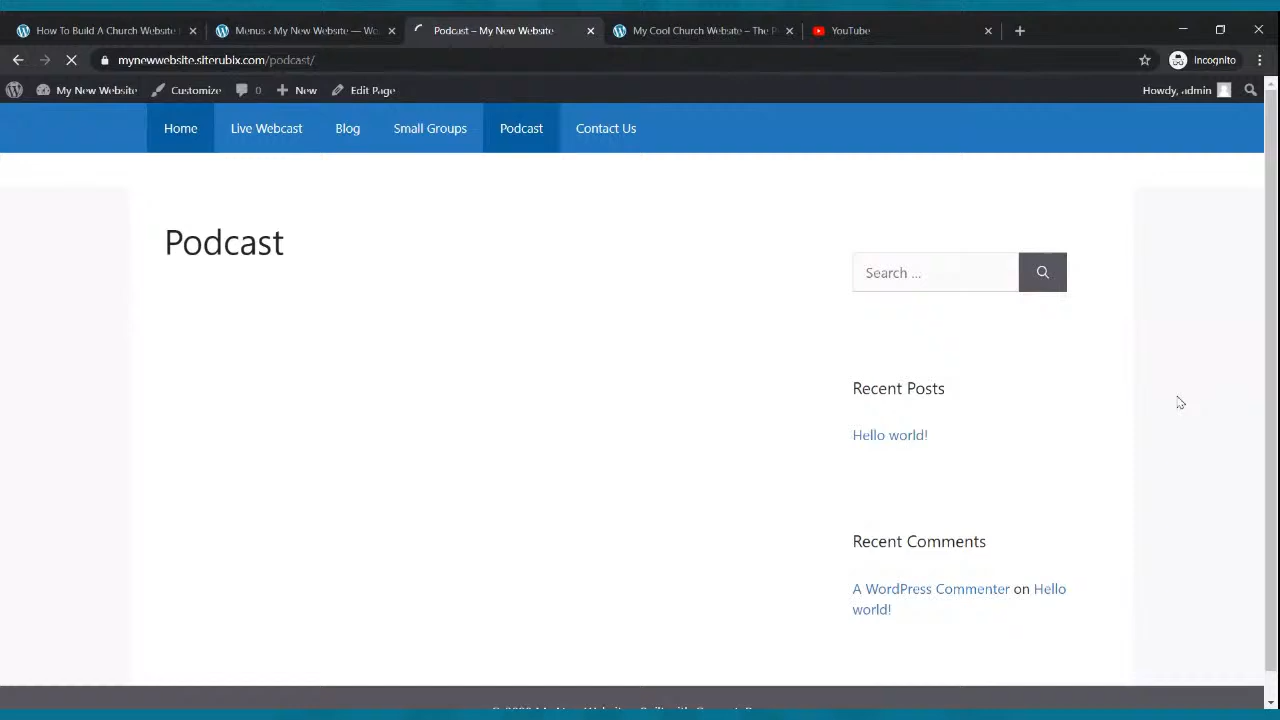 How To Build A Church Website
Menus ‹ My New Website — Wo
Podcast – My New Website
My Cool Church Website – The P
YouTube
mynewwebsite.siterubix.com/podcast/
Incognito
My New Website
Customize
0
New
Edit Page
Howdy, admin
Home
Live Webcast
Blog
Small Groups
Podcast
Contact Us
Podcast
Search ...
Recent Posts
Hello world!
Recent Comments
A WordPress Commenter on Hello
world!